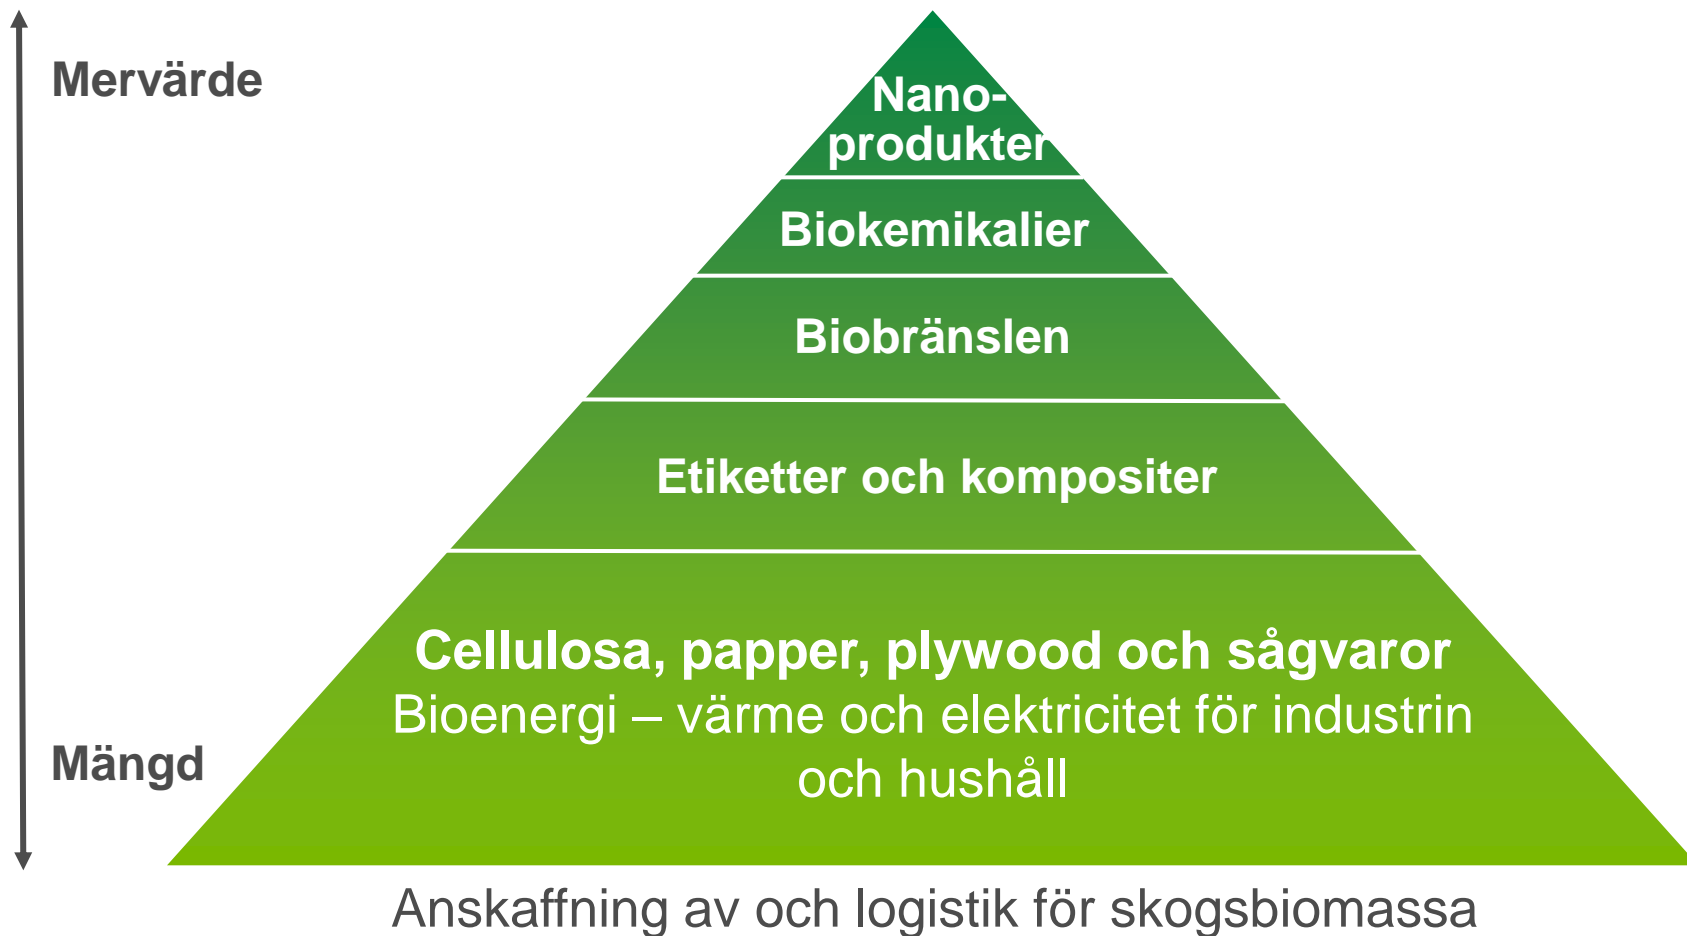 Mervärde
Nano-
produkter
Biokemikalier
Biobränslen
Etiketter och kompositer
Cellulosa, papper, plywood och sågvaror
Bioenergi – värme och elektricitet för industrin
och hushåll
Mängd
Anskaffning av och logistik för skogsbiomassa